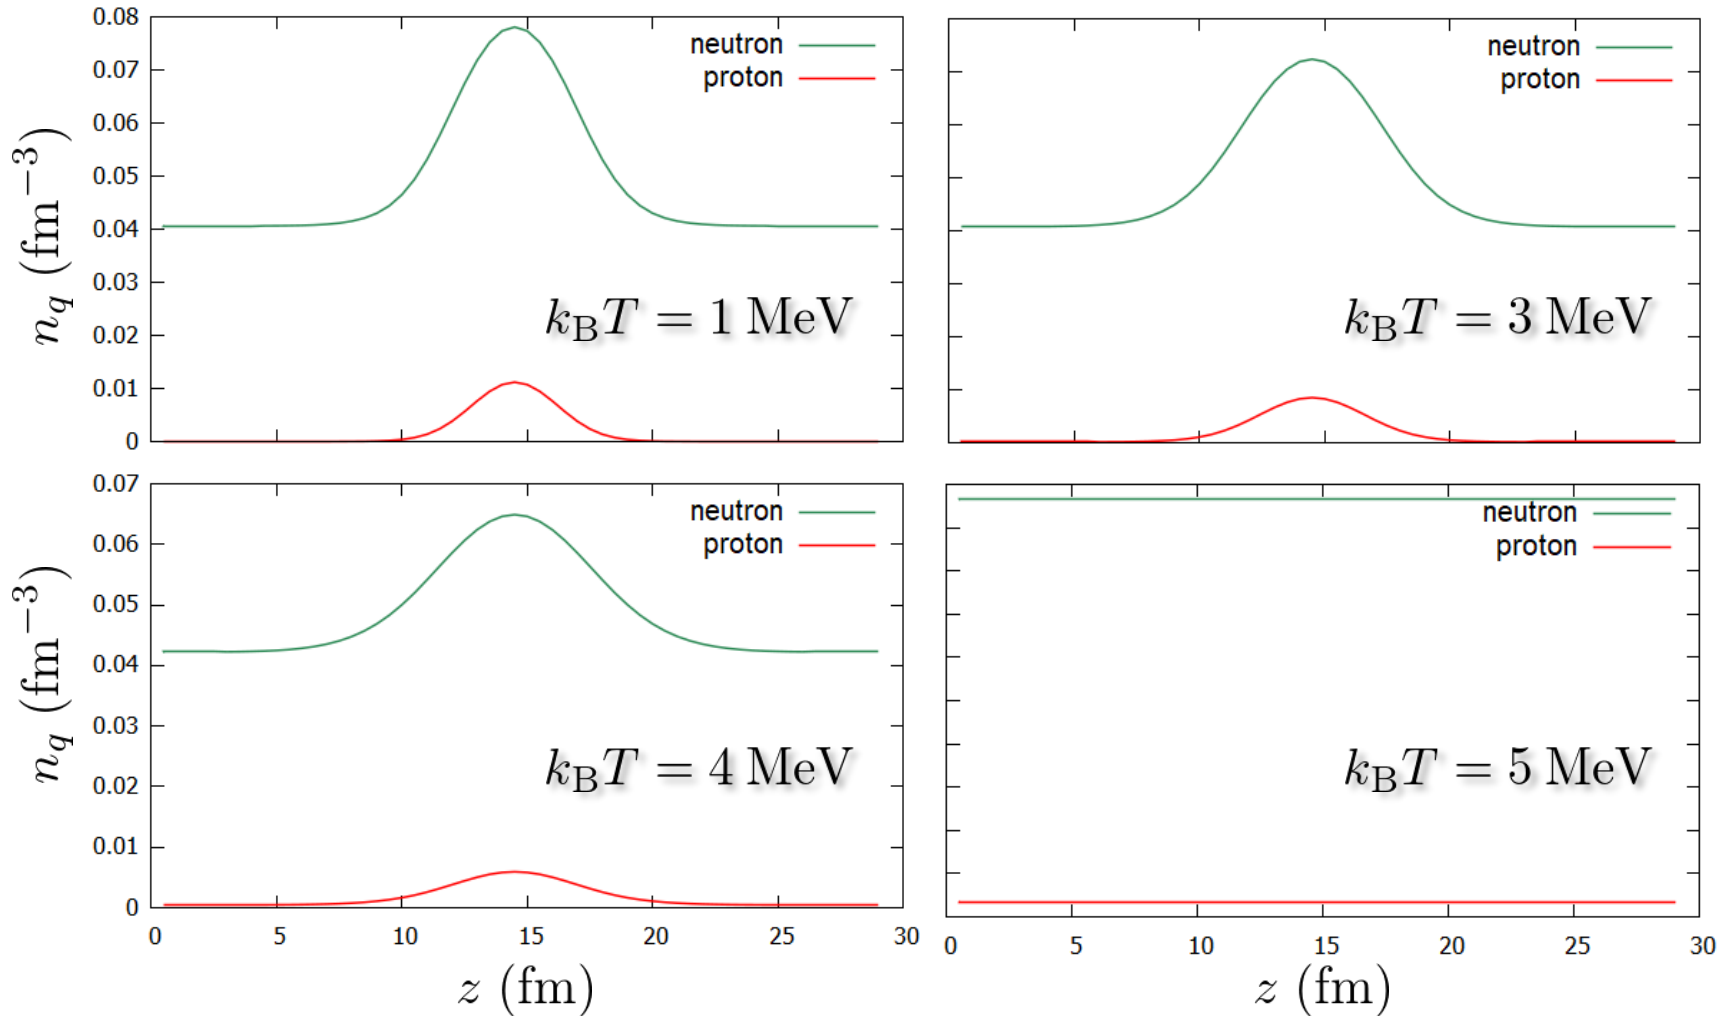 0.08
0.07
0.06
0.05
0.04
0.03
0.02
0.01
0
n_q (fm⁻³)
neutron
proton
k_BT = 1 MeV
neutron
proton
k_BT = 3 MeV
0.07
0.06
0.05
0.04
0.03
0.02
0.01
0
n_q (fm⁻³)
neutron
proton
k_BT = 4 MeV
0 5 10 15 20 25 30
z (fm)
neutron
proton
k_BT = 5 MeV
0 5 10 15 20 25 30
z (fm)